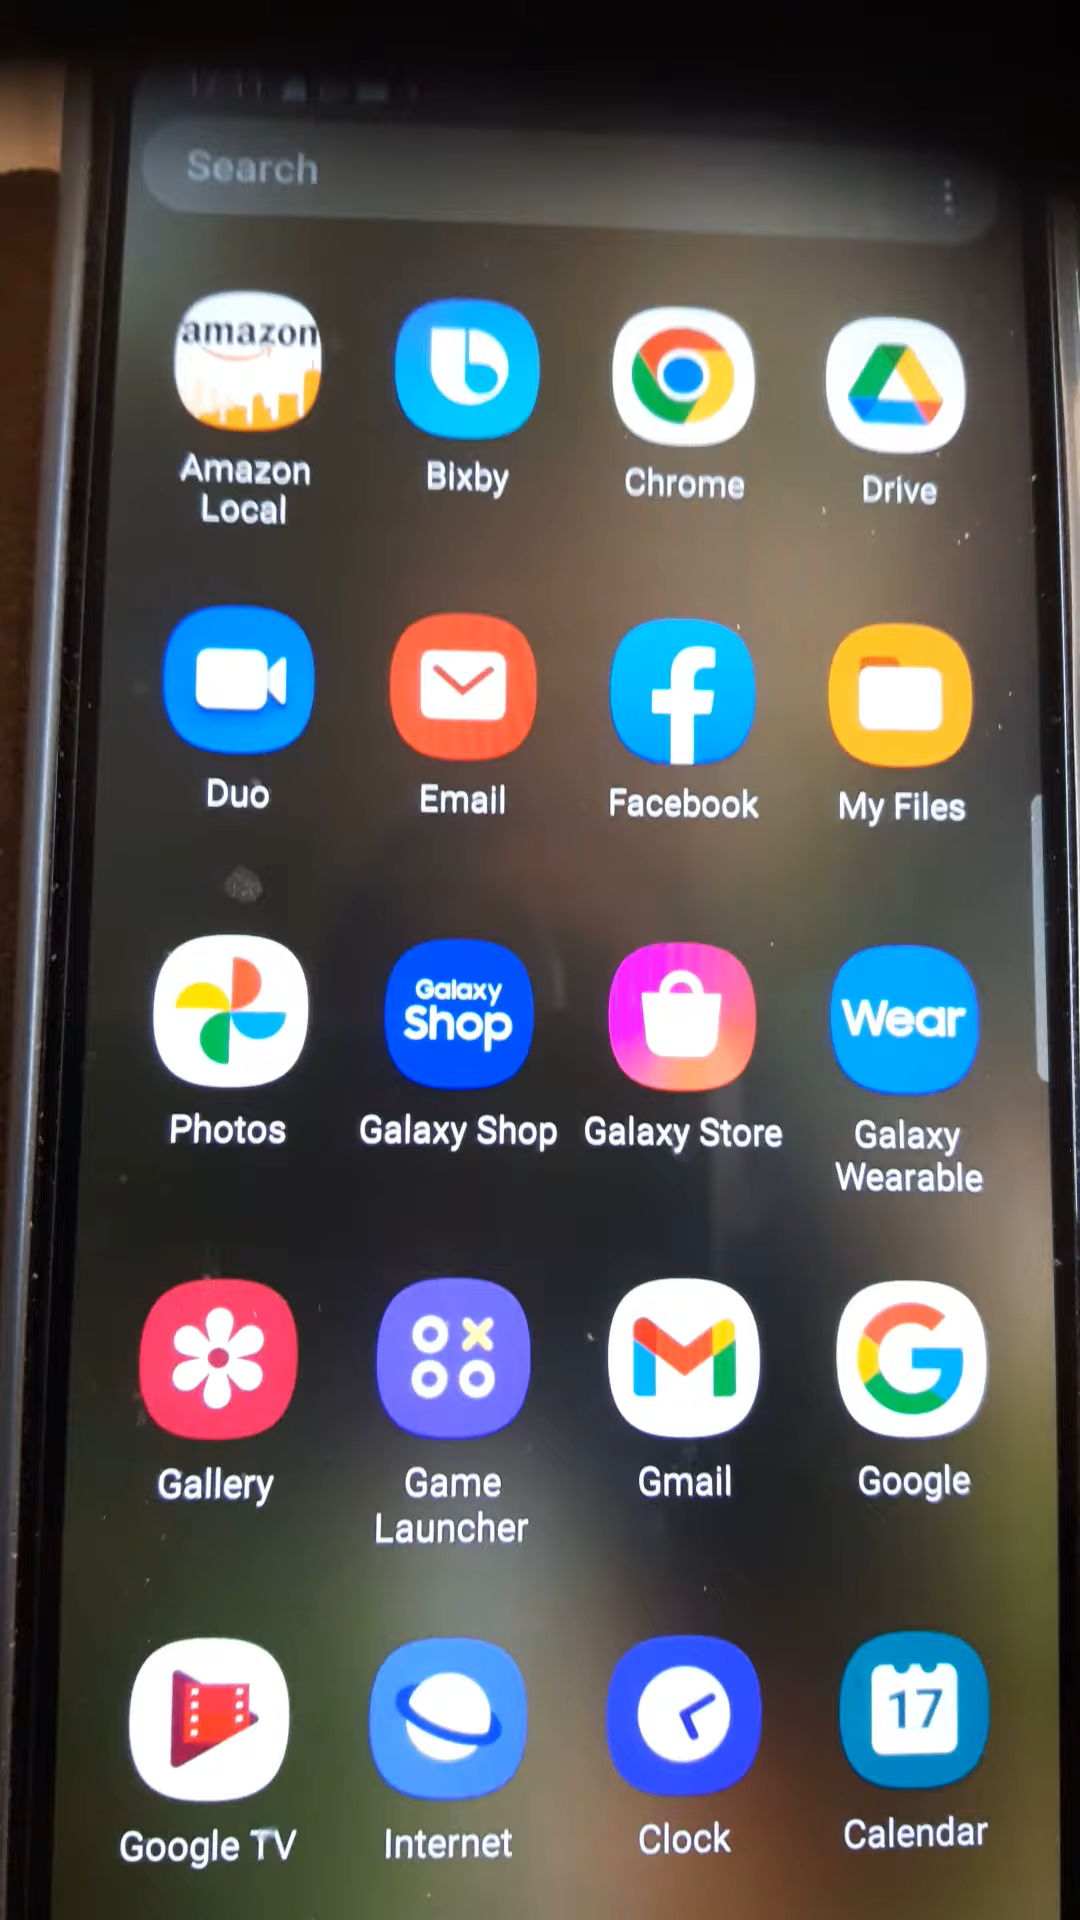 Search
amazon
Amazon
Local
Bixby
Chrome
Drive
Duo
Email
Facebook
My Files
Galaxy
Shop
Wear
Photos
Galaxy Shop
Galaxy Store
Galaxy
Wearable
Gallery
Game
Launcher
Gmail
Google
17
Google TV
Internet
Clock
Calendar